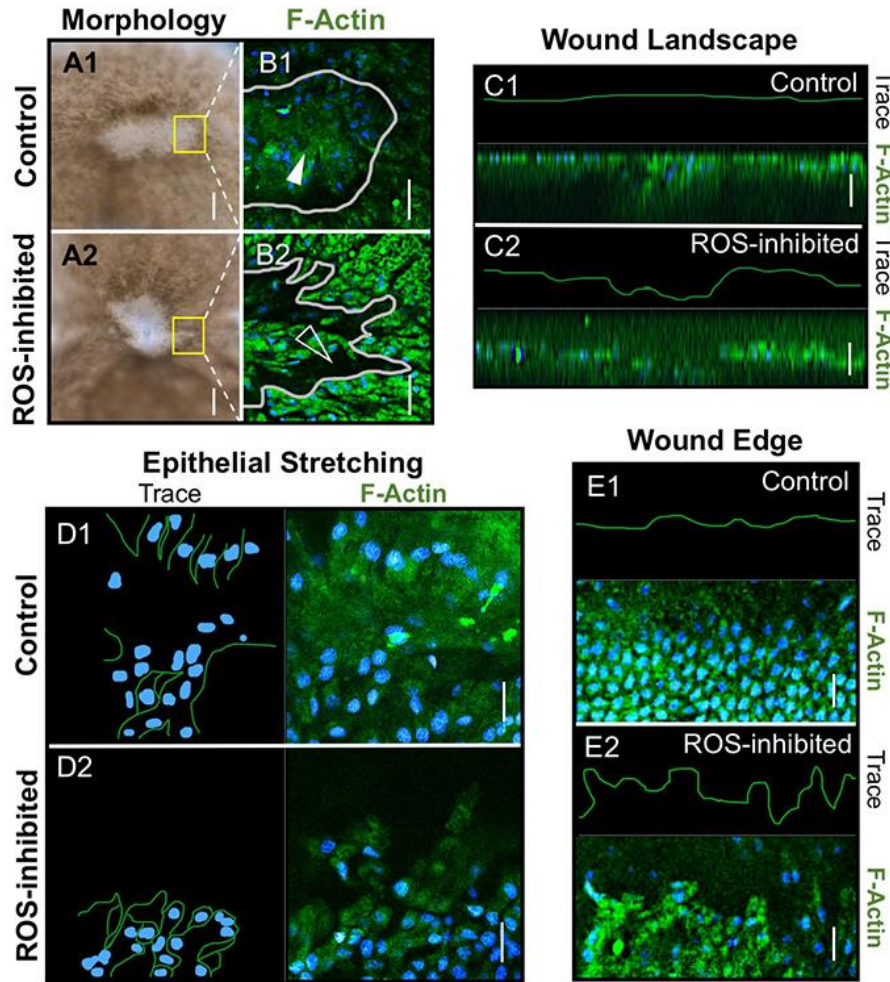 Morphology
F-Actin
Control
A1
B1
ROS-inhibited
A2
B2
Wound Landscape
C1
Control
Trace
F-Actin
C2
ROS-inhibited
Trace
F-Actin
Epithelial Stretching
Trace
F-Actin
Control
D1
ROS-inhibited
D2
Wound Edge
E1
Control
Trace
F-Actin
E2
ROS-inhibited
Trace
F-Actin